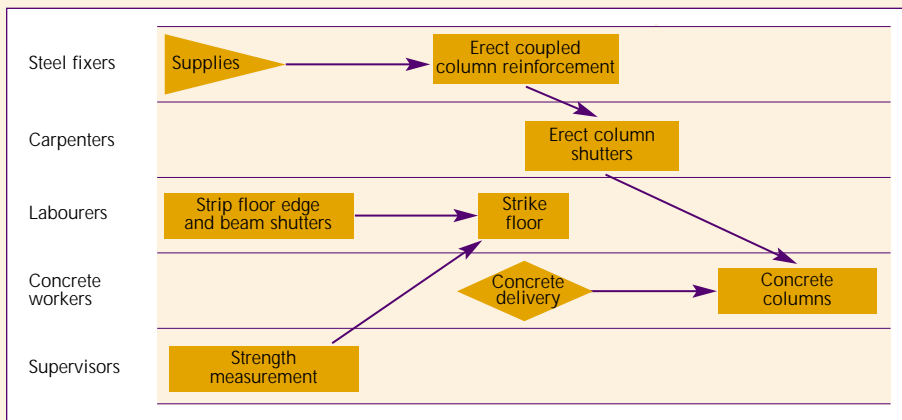 Steel fixers
Supplies
Erect coupled
column reinforcement
Carpenters
Erect column
shutters
Labourers
Strip floor edge
and beam shutters
Strike
floor
Concrete
workers
Concrete
delivery
Concrete
columns
Supervisors
Strength
measurement